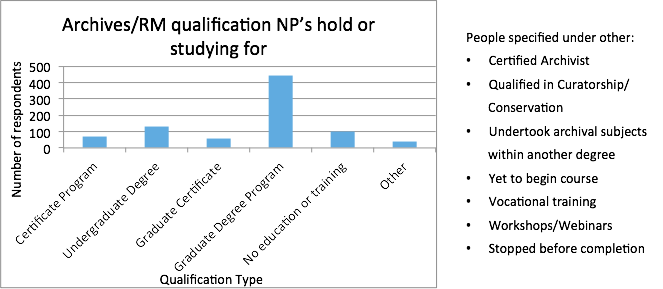 Archives/RM qualification NP's hold or
studying for
Number of respondents
500
400
300
200
100
0
Certificate Program
Undergraduate Degree
Graduate Certificate
Graduate Degree Program
No education or training
Other
Qualification Type
People specified under other:
• Certified Archivist
• Qualified in Curatorship/
Conservation
• Undertook archival subjects
within another degree
• Yet to begin course
• Vocational training
• Workshops/Webinars
• Stopped before completion